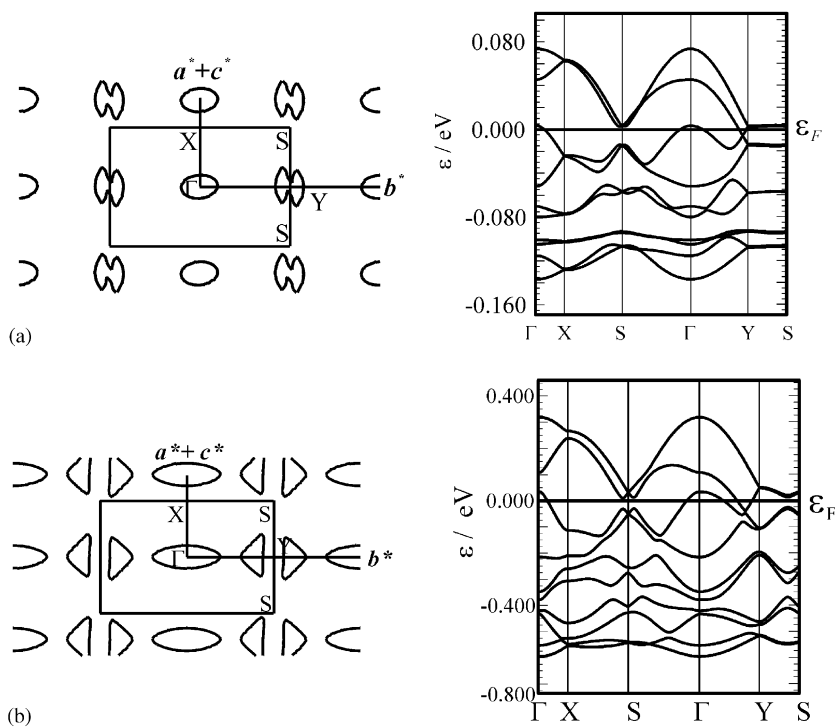 a*+c*
X
S
Γ
Y
b*
S
(a)
0.080
0.000
-0.080
-0.160
ε / eV
εF
Γ X S Γ Y S
a*+ c*
X
S
Γ
Y
b*
S
(b)
0.400
0.000
-0.400
-0.800
ε / eV
εF
Γ X S Γ Y S